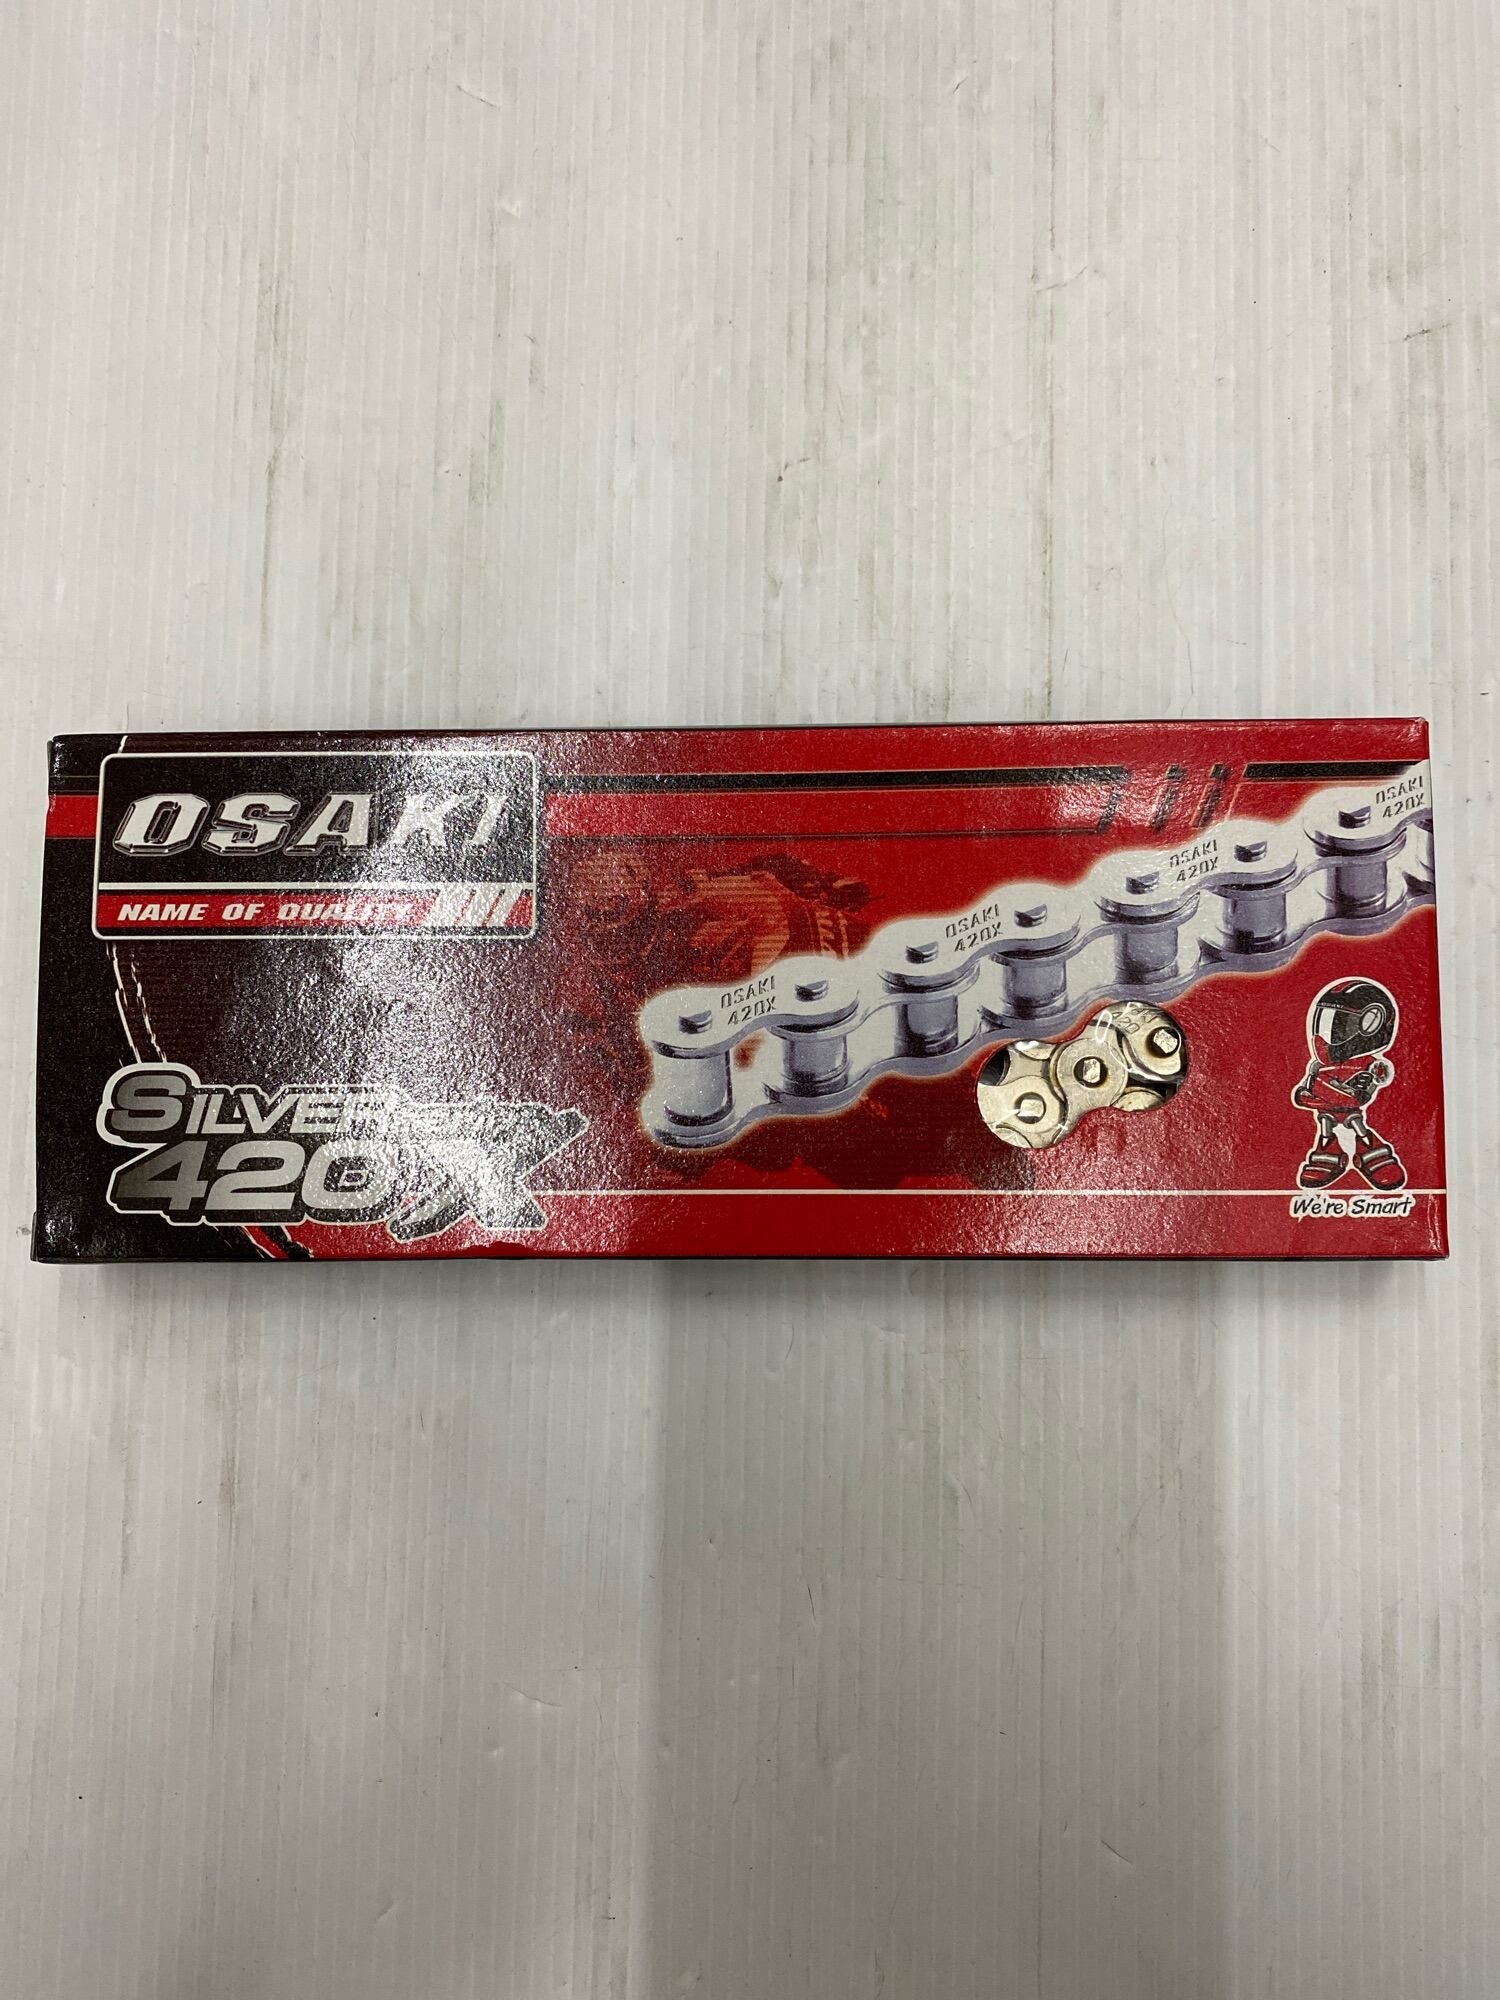 OSAKI
NAME OF QUALITY
SILVER
420X
OSAKI
420X
OSAKI
420X
OSAKI
420X
OSAKI
420X
We're Smart